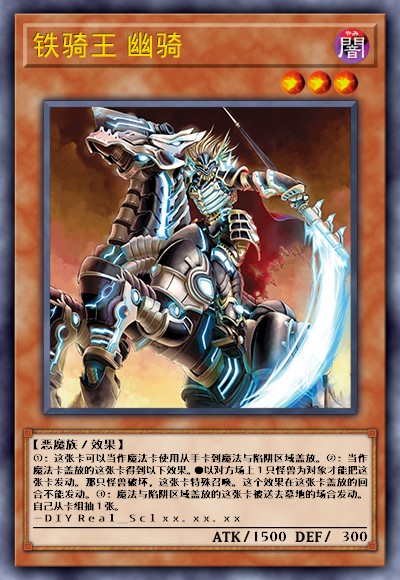 铁骑王 幽骑
やみ
闇
【恶魔族 / 效果】
①：这张卡可以当作魔法卡使用从手卡到魔法与陷阱区域盖放。②：当作
魔法卡盖放的这张卡得到以下效果。●以对方场上1只怪兽为对象才能把这
张卡发动。那只怪兽破坏，这张卡特殊召唤。这个效果在这张卡盖放的回
合不能发动。③：魔法与陷阱区域盖放的这张卡被送去墓地的场合发动。
自己从卡组抽1张。
－DIYReal＿Scl xx. xx. xx
ATK/1500 DEF/ 300